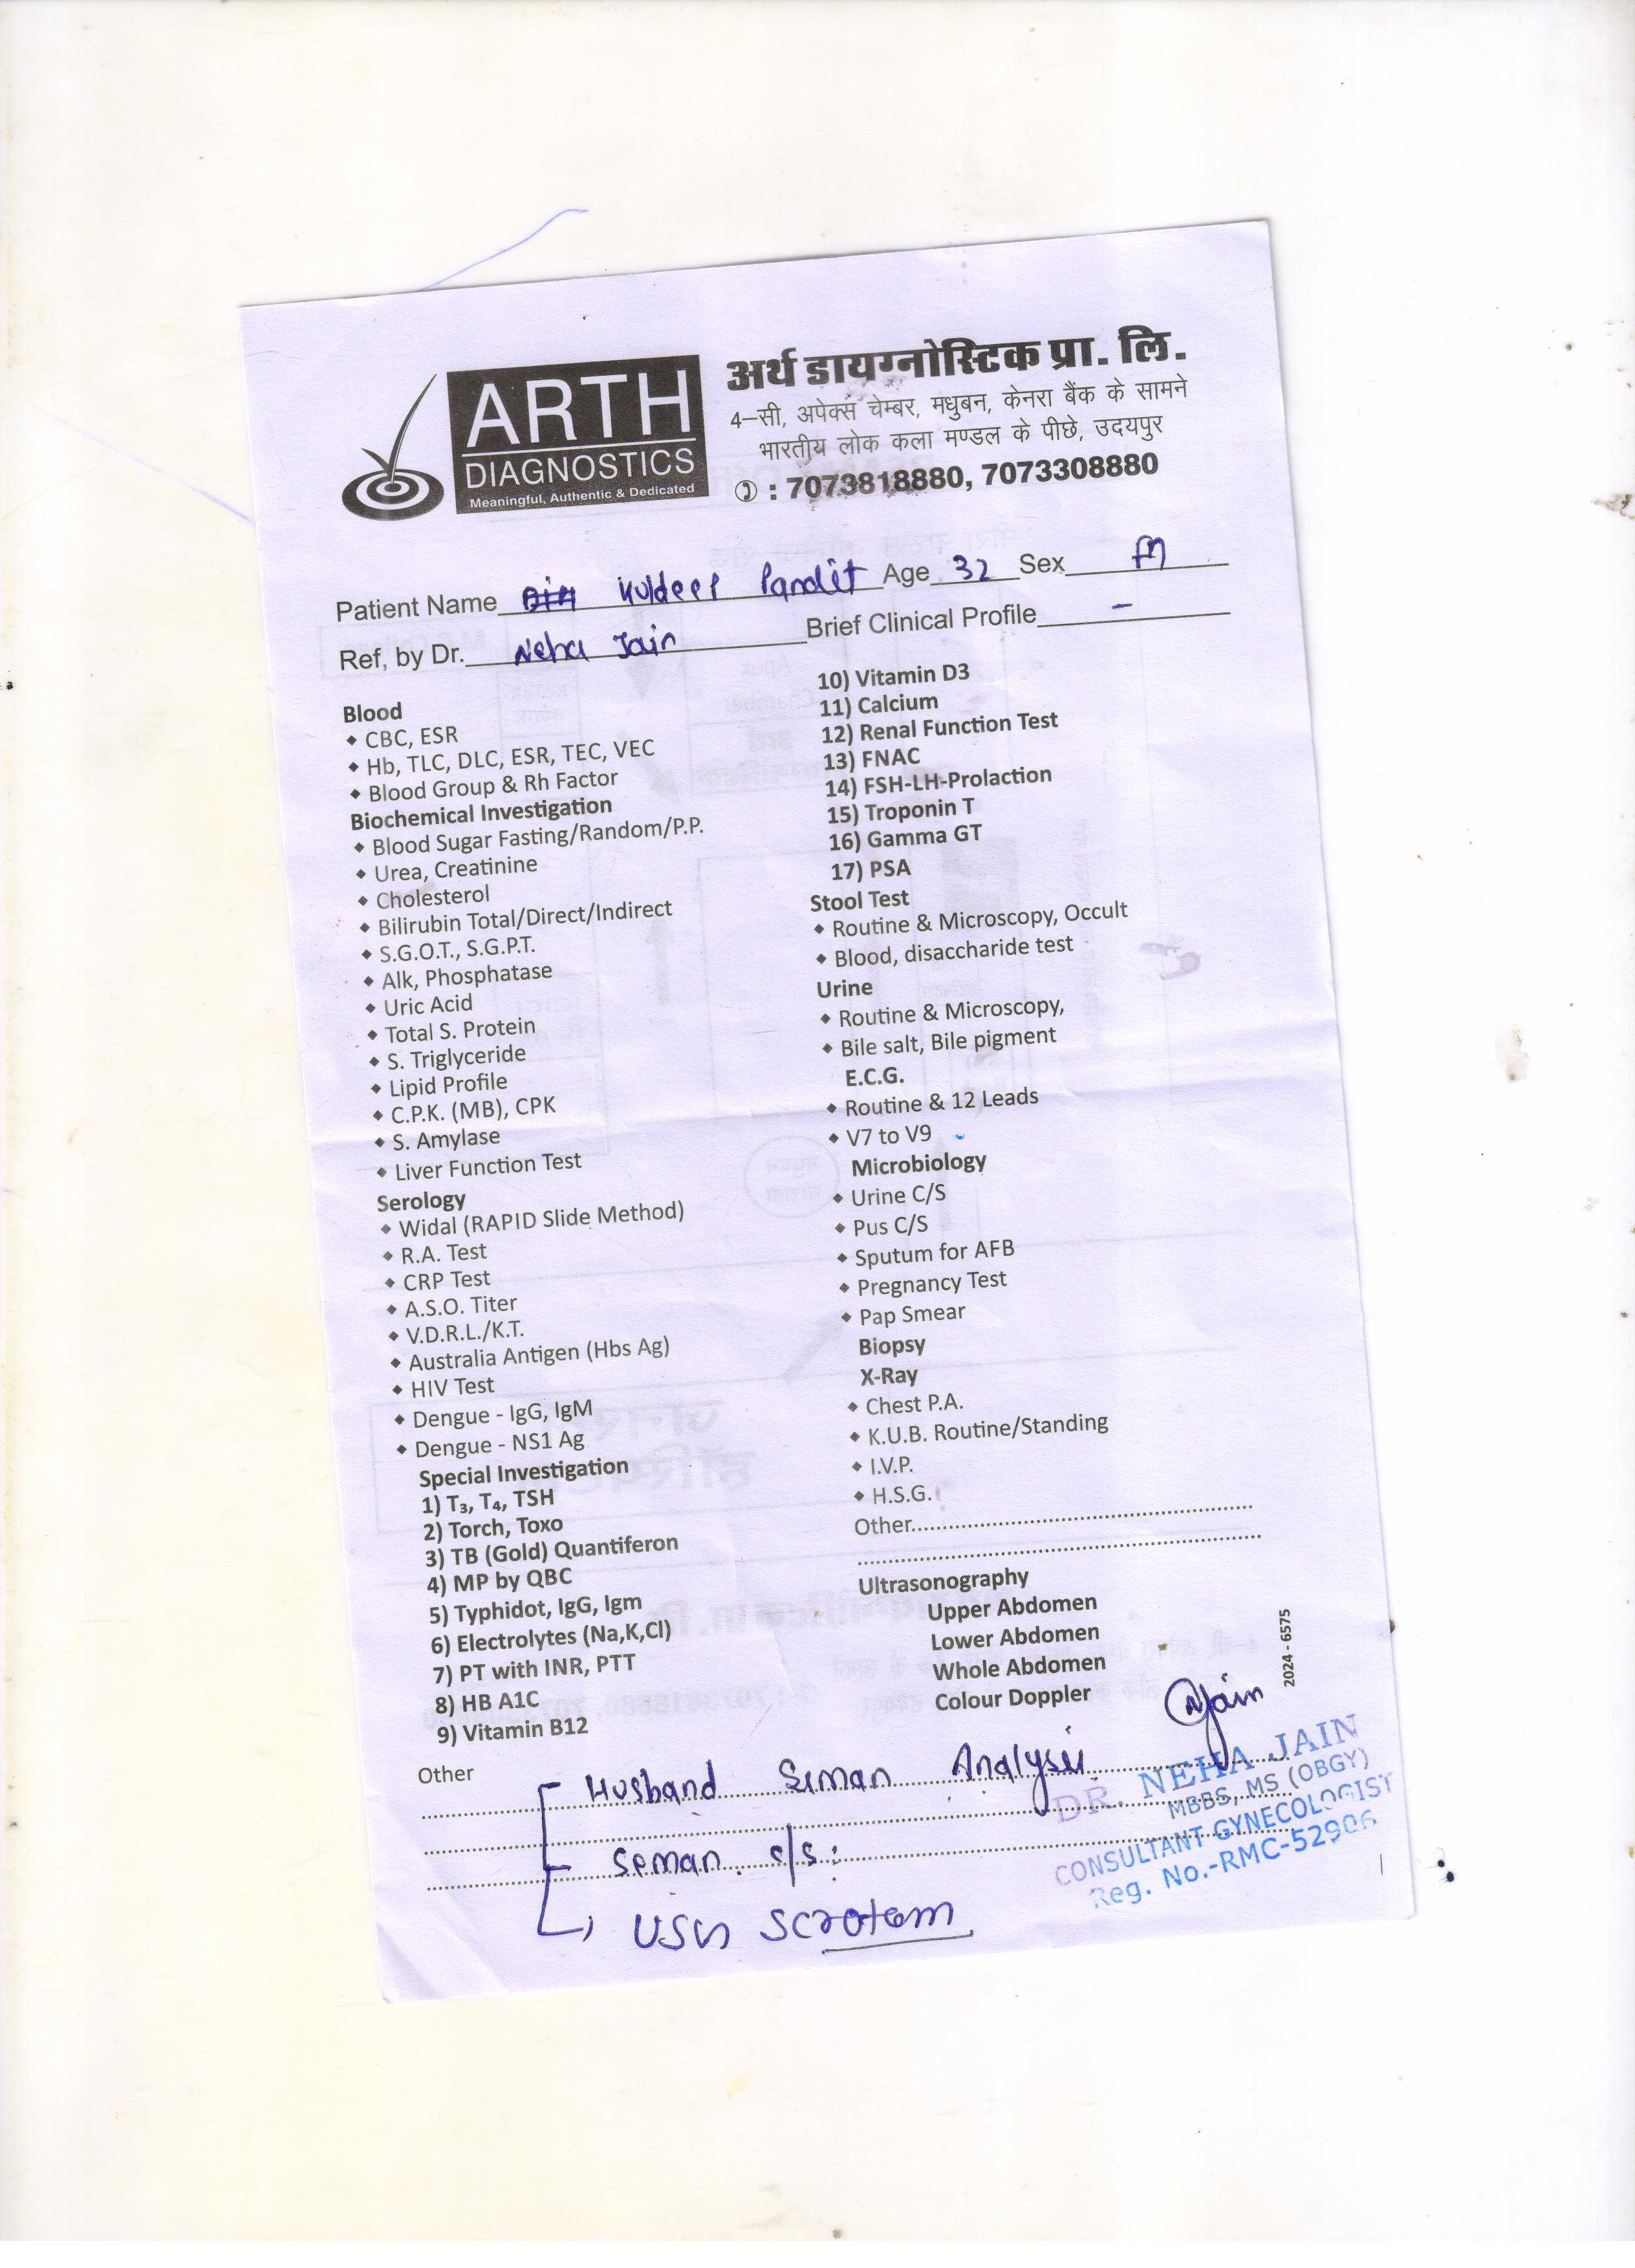 ARTH
DIAGNOSTICS
Meaningful, Authentic & Dedicated
अर्थ डायग्नोस्टिक प्रा. लि.
4–सी, अपेक्स चेम्बर, मधुबन, केनरा बैंक के सामने
भारतीय लोक कला मण्डल के पीछे, उदयपुर
: 7073818880, 7073308880
Patient Name Kuldeep Pandit Age 32 Sex M
Ref, by Dr. Neha Jain Brief Clinical Profile –
Blood
◆ CBC, ESR
◆ Hb, TLC, DLC, ESR, TEC, VEC
◆ Blood Group & Rh Factor
Biochemical Investigation
◆ Blood Sugar Fasting/Random/P.P.
◆ Urea, Creatinine
◆ Cholesterol
◆ Bilirubin Total/Direct/Indirect
◆ S.G.O.T., S.G.P.T.
◆ Alk, Phosphatase
◆ Uric Acid
◆ Total S. Protein
◆ S. Triglyceride
◆ Lipid Profile
◆ C.P.K. (MB), CPK
◆ S. Amylase
◆ Liver Function Test
Serology
◆ Widal (RAPID Slide Method)
◆ R.A. Test
◆ CRP Test
◆ A.S.O. Titer
◆ V.D.R.L./K.T.
◆ Australia Antigen (Hbs Ag)
◆ HIV Test
◆ Dengue - IgG, IgM
◆ Dengue - NS1 Ag
Special Investigation
1) T₃, T₄, TSH
2) Torch, Toxo
3) TB (Gold) Quantiferon
4) MP by QBC
5) Typhidot, IgG, Igm
6) Electrolytes (Na,K,Cl)
7) PT with INR, PTT
8) HB A1C
9) Vitamin B12
10) Vitamin D3
11) Calcium
12) Renal Function Test
13) FNAC
14) FSH-LH-Prolaction
15) Troponin T
16) Gamma GT
17) PSA
Stool Test
◆ Routine & Microscopy, Occult
◆ Blood, disaccharide test
Urine
◆ Routine & Microscopy,
◆ Bile salt, Bile pigment
E.C.G.
◆ Routine & 12 Leads
◆ V7 to V9
Microbiology
◆ Urine C/S
◆ Pus C/S
◆ Sputum for AFB
◆ Pregnancy Test
◆ Pap Smear
Biopsy
X-Ray
◆ Chest P.A.
◆ K.U.B. Routine/Standing
◆ I.V.P.
◆ H.S.G.
Other
Ultrasonography
Upper Abdomen
Lower Abdomen
Whole Abdomen
Colour Doppler
2024 - 6575
Other
Husband Seman Analysis
Seman c/s:
USG Scrotom
NJain
DR. NEHA JAIN
MBBS, MS (OBGY)
CONSULTANT GYNECOLOGIST
Reg. No.-RMC-52906